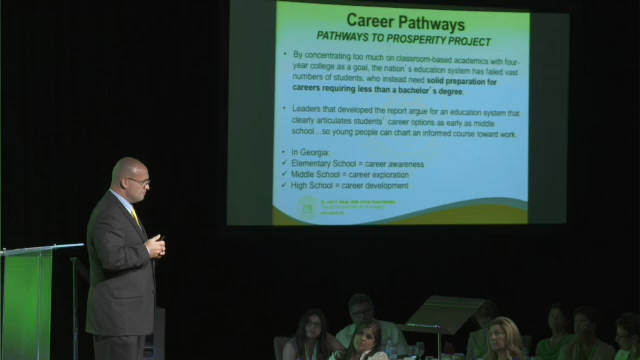 Career Pathways
PATHWAYS TO PROSPERITY PROJECT
• By concentrating too much on classroom-based academics with four-
year college as a goal, the nation's education system has failed vast
numbers of students, who instead need solid preparation for
careers requiring less than a bachelor's degree.
• Leaders that developed the report argue for an education system that
clearly articulates students' career options as early as middle
school... so young people can chart an informed course toward work.
• In Georgia:
✓ Elementary School = career awareness
✓ Middle School = career exploration
✓ High School = career development